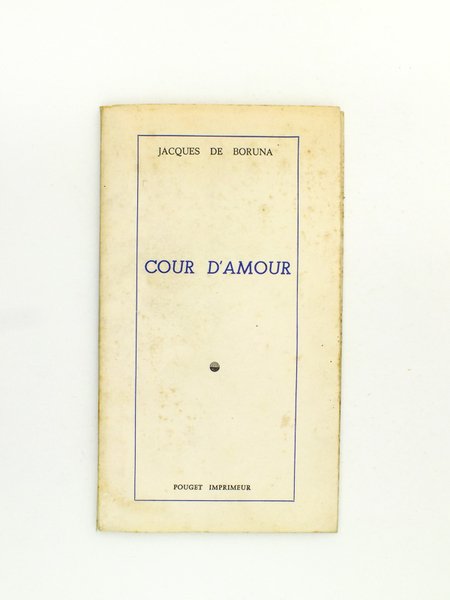 JACQUES DE BORUNA
COUR D'AMOUR
POUGET IMPRIMEUR